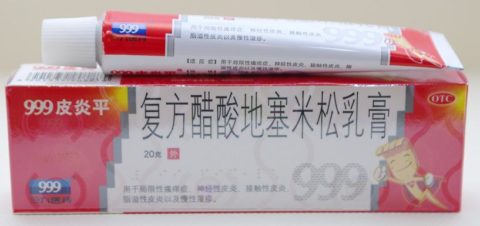 999
用于局限性瘙痒症、神经性皮炎、接触性皮炎、
脂溢性皮炎以及慢性湿疹。
999
999皮炎平
复方醋酸地塞米松乳膏
OTC
20克 外
999
999
用于局限性瘙痒症、神经性皮炎、接触性皮炎、
脂溢性皮炎以及慢性湿疹。